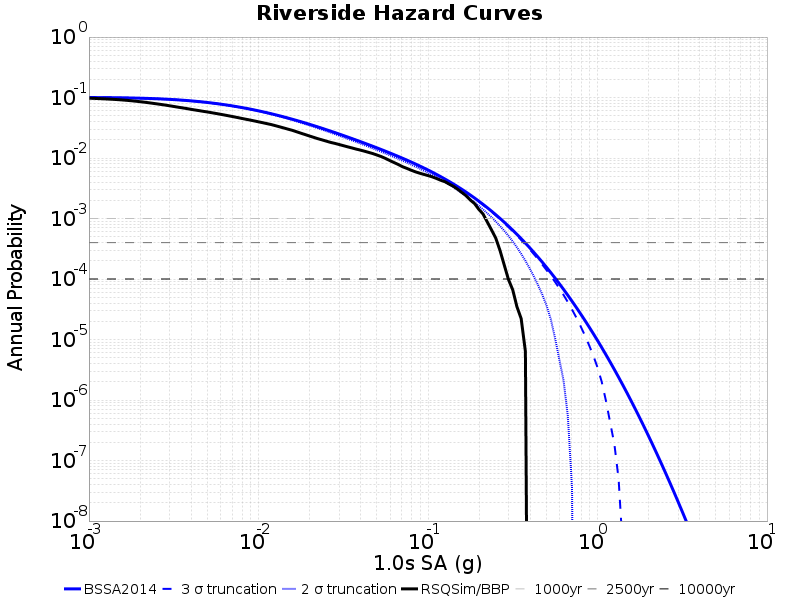 Riverside Hazard Curves
Annual Probability
10^0
10^-1
10^-2
10^-3
10^-4
10^-5
10^-6
10^-7
10^-8
10^-3 10^-2 10^-1 10^0 10^1
1.0s SA (g)
BSSA2014 3 σ truncation 2 σ truncation RSQSim/BBP 1000yr 2500yr 10000yr